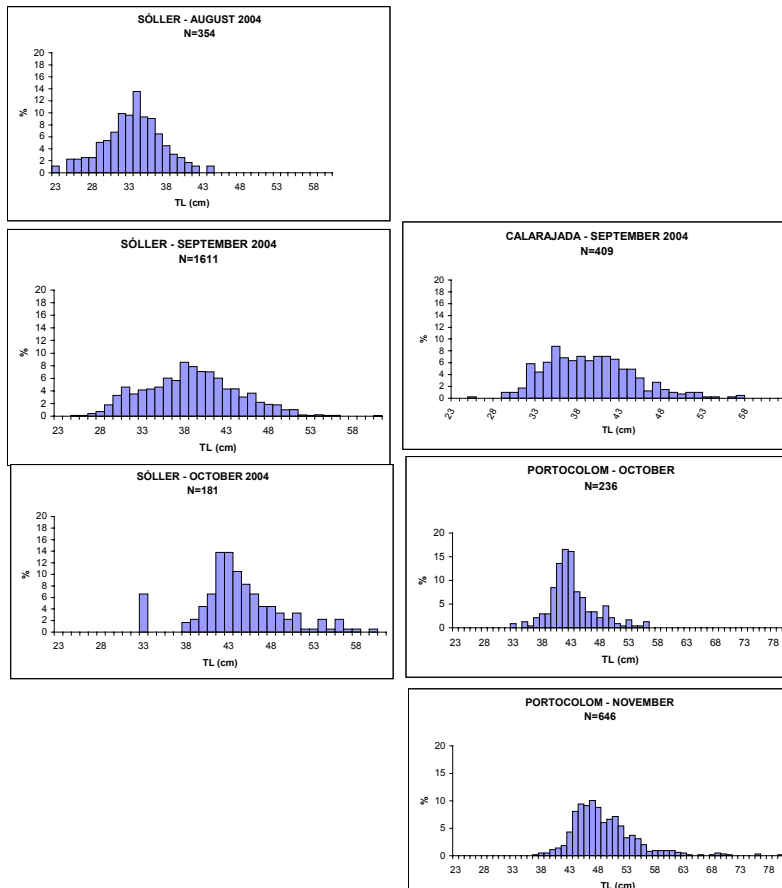 SÓLLER - AUGUST 2004
N=354
20
18
16
14
12
10
8
6
4
2
0
%
23 28 33 38 43 48 53 58
TL (cm)
SÓLLER - SEPTEMBER 2004
N=1611
20
18
16
14
12
10
8
6
4
2
0
%
23 28 33 38 43 48 53 58
TL (cm)
CALARAJADA - SEPTEMBER 2004
N=409
20
18
16
14
12
10
8
6
4
2
0
%
23 28 33 38 43 48 53 58
TL (cm)
SÓLLER - OCTOBER 2004
N=181
20
18
16
14
12
10
8
6
4
2
0
%
23 28 33 38 43 48 53 58
TL (cm)
PORTOCOLOM - OCTOBER
N=236
20
15
10
5
0
%
23 28 33 38 43 48 53 58 63 68 73 78
TL (cm)
PORTOCOLOM - NOVEMBER
N=646
20
15
10
5
0
%
23 28 33 38 43 48 53 58 63 68 73 78
TL (cm)